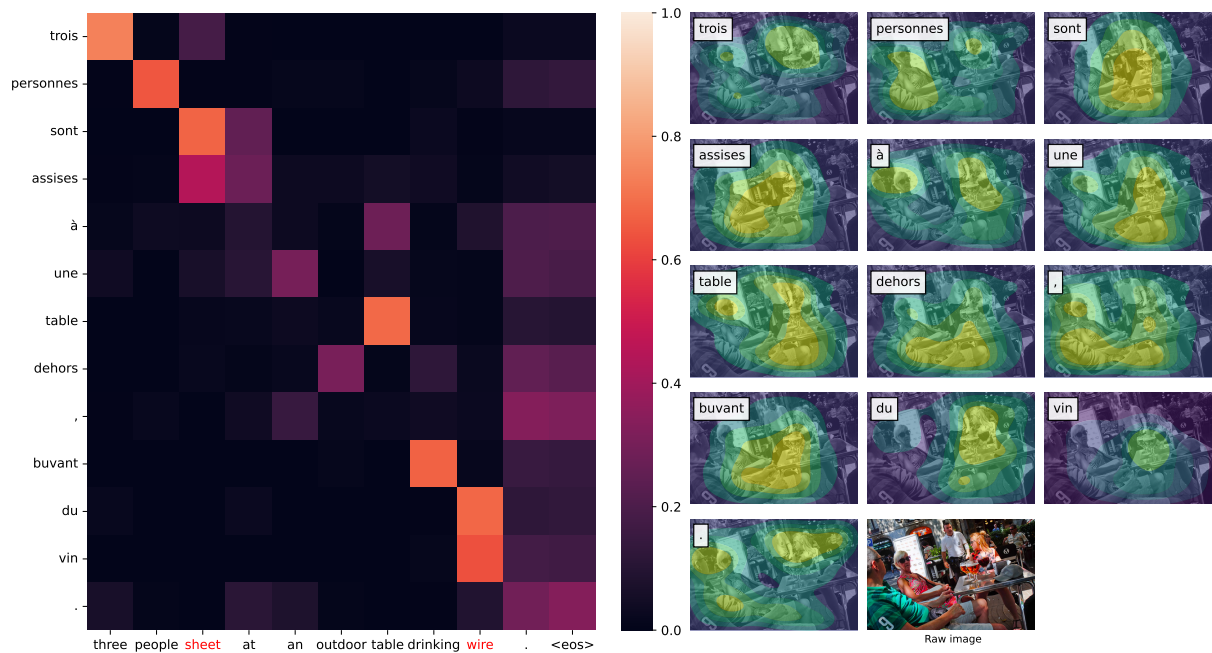 trois
personnes
sont
assises
à
une
table
dehors
,
buvant
du
vin
.
three people sheet at an outdoor table drinking wire . <eos>
1.0
0.8
0.6
0.4
0.2
0.0
trois personnes sont
assises à une
table dehors ,
buvant du vin
.
Raw image